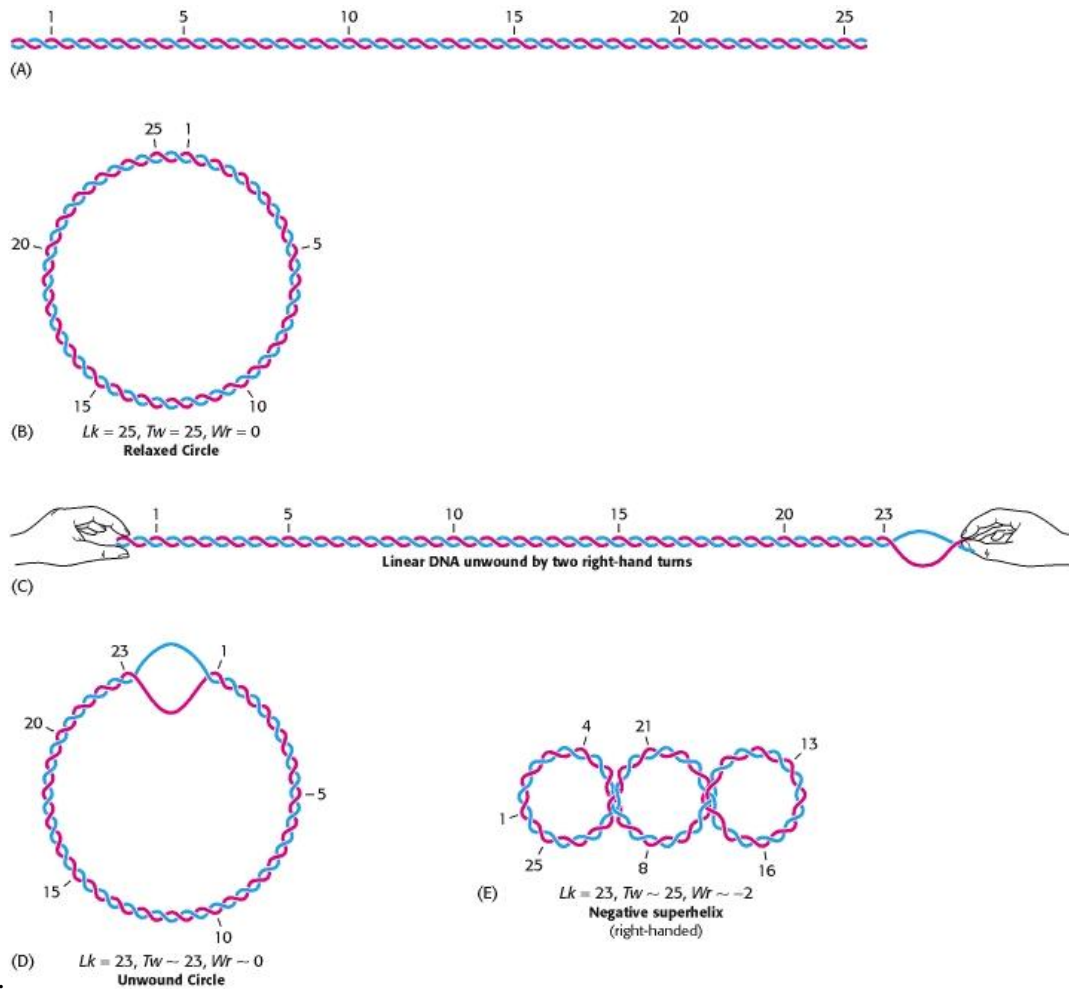 1 5 10 15 20 25
(A)
25 1
20 5
15 10
(B) Lk = 25, Tw = 25, Wr = 0
Relaxed Circle
1 5 10 15 20 23
Linear DNA unwound by two right-hand turns
(C)
23 1
20
5
15
10
(D) Lk = 23, Tw ~ 23, Wr ~ 0
Unwound Circle
4 21 13
1
25 8 16
(E) Lk = 23, Tw ~ 25, Wr ~ –2
Negative superhelix
(right-handed)